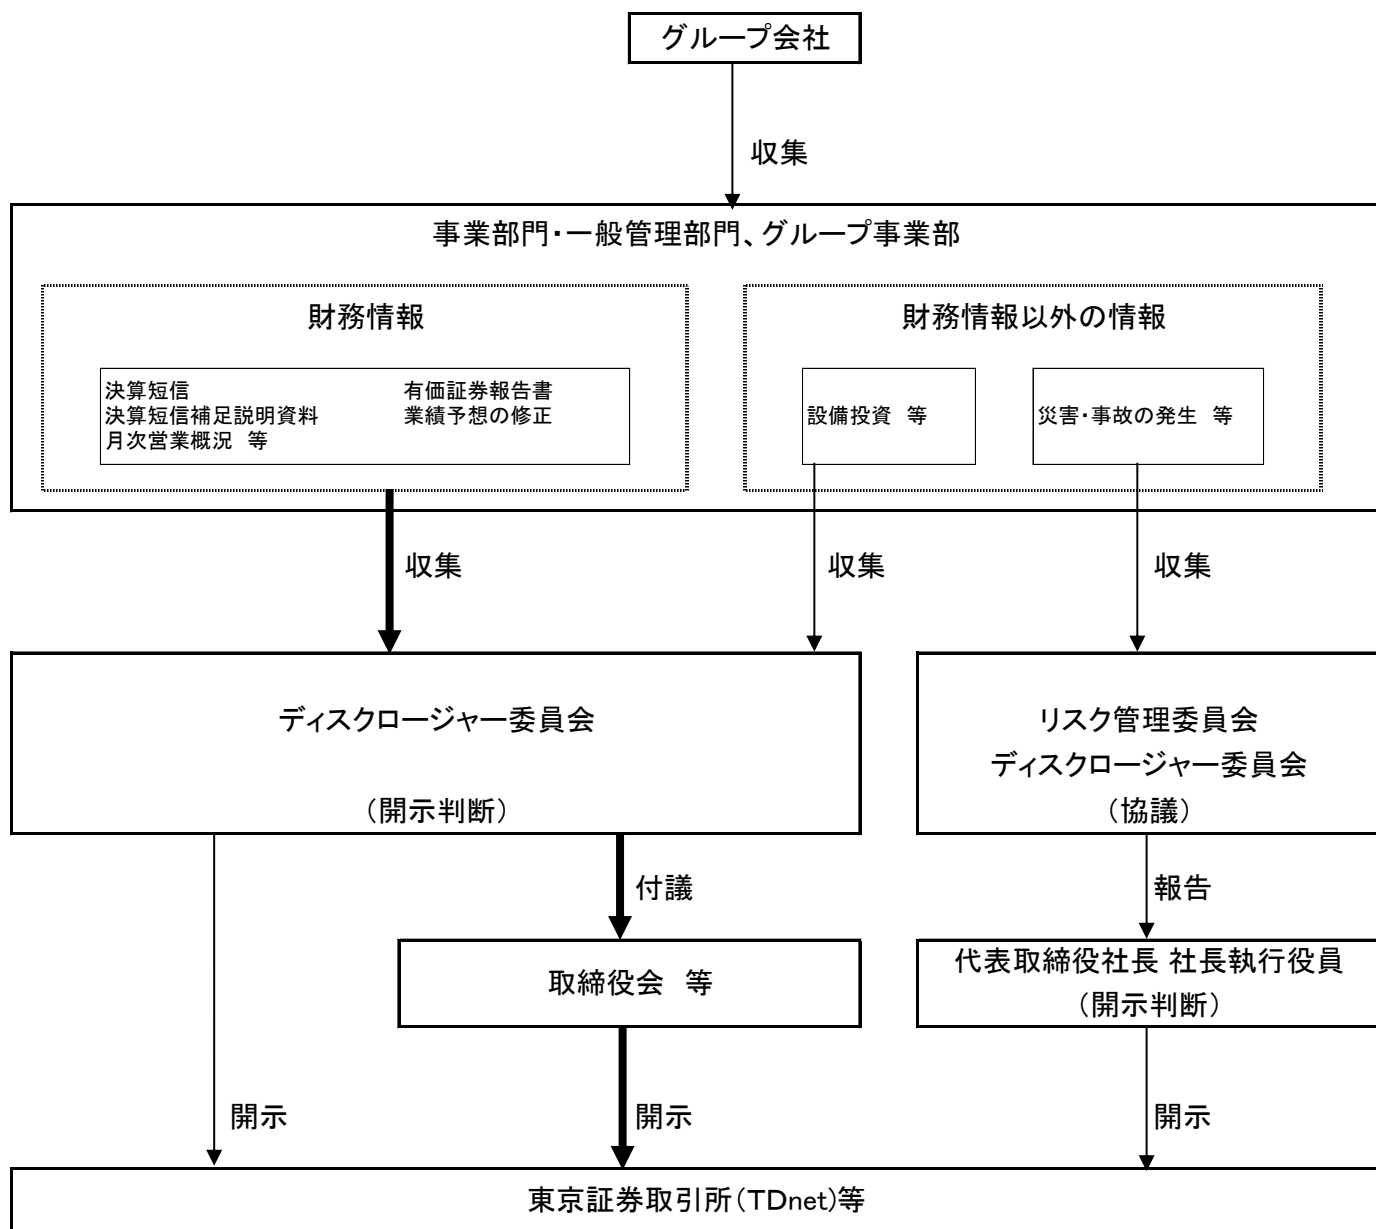 グループ会社
収集
事業部門・一般管理部門、グループ事業部
財務情報
決算短信　有価証券報告書
決算短信補足説明資料　業績予想の修正
月次営業概況　等
財務情報以外の情報
設備投資　等
災害・事故の発生　等
収集
収集
収集
ディスクロージャー委員会
（開示判断）
リスク管理委員会
ディスクロージャー委員会
（協議）
付議
報告
取締役会　等
代表取締役社長 社長執行役員
（開示判断）
開示
開示
開示
東京証券取引所（TDnet）等